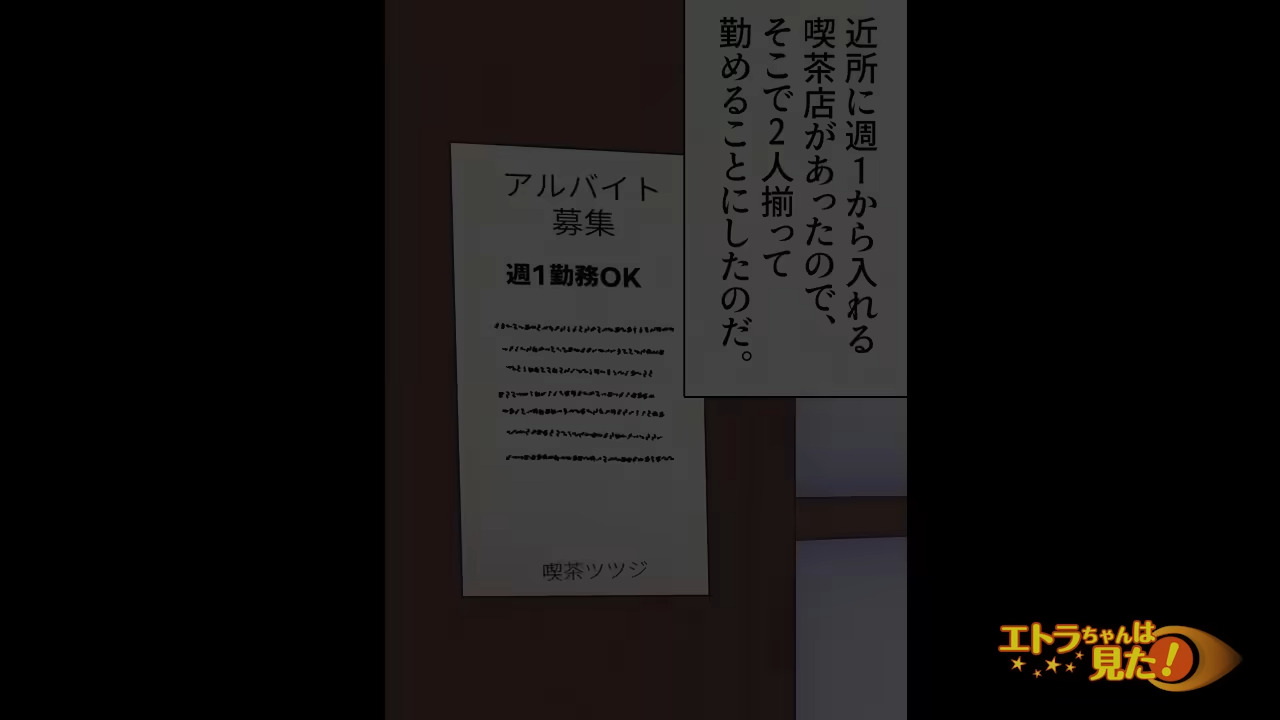 近所に週1から入れる
喫茶店があったので、
そこで2人揃って
勤めることにしたのだ。
アルバイト
募集
週1勤務OK
喫茶ツツジ
エトラちゃんは
見た!